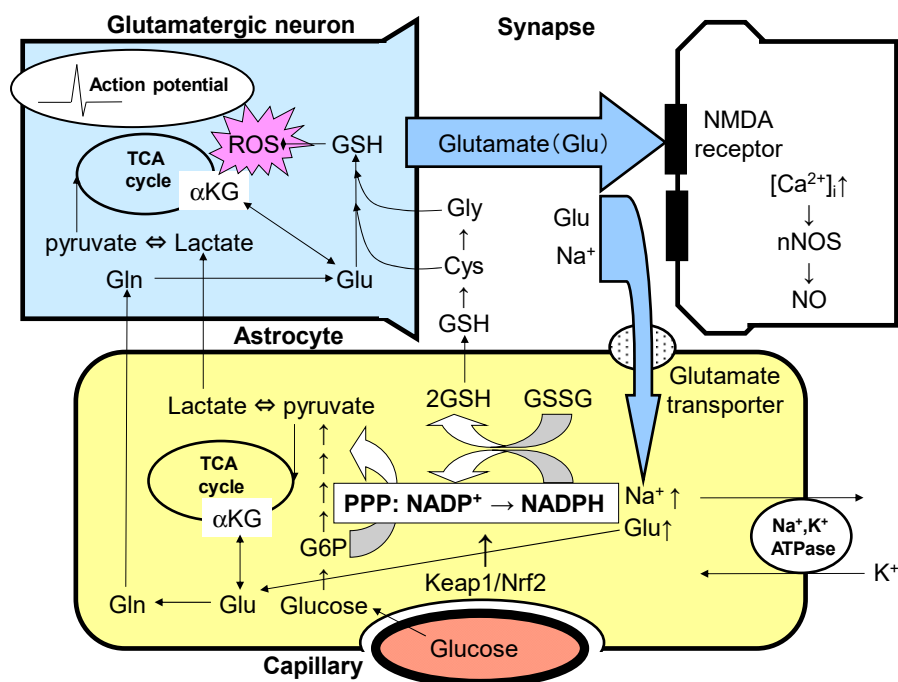 Glutamatergic neuron
Synapse
Action potential
ROS
GSH
TCA
cycle
αKG
pyruvate ⇔ Lactate
Gln
Glu
Glutamate（Glu）
NMDA
receptor
[Ca²⁺]ᵢ↑
↓
nNOS
↓
NO
Gly
↑
Cys
↑
GSH
Glu
Na⁺
Astrocyte
Glutamate
transporter
Lactate ⇔ pyruvate
2GSH
GSSG
TCA
cycle
αKG
↑
↑
↑
↑
↑
PPP: NADP⁺ → NADPH
Na⁺↑
Glu↑
G6P
↑
Keap1/Nrf2
Na⁺,K⁺
ATPase
K⁺
Gln
Glu
Glucose
↑
Glucose
Capillary